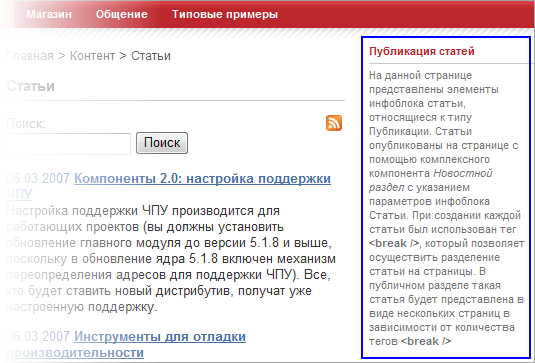 Магазин Общение Типовые примеры
Главная > Контент > Статьи
Статьи
Поиск:
Поиск
06.03.2007 Компоненты 2.0: настройка поддержки
ЧПУ
Настройка поддержки ЧПУ производится для
работающих проектов (вы должны установить
обновление главного модуля до версии 5.1.8 и выше,
поскольку в обновление ядра 5.1.8 включен механизм
переопределения адресов для поддержки ЧПУ). Все,
кто будет ставить новый дистрибутив, получат уже
настроенную поддержку.
06.03.2007 Инструменты для отладки
производительности
Публикация статей
На данной странице
представлены элементы
инфоблока статьи,
относящиеся к типу
Публикации. Статьи
опубликованы на странице с
помощью комплексного
компонента Новостной
раздел с указанием
параметров инфоблока
Статьи. При создании каждой
статьи был использован тег
<break />, который позволяет
осуществить разделение
статьи на страницы. В
публичном разделе такая
статья будет представлена в
виде нескольких страниц в
зависимости от количества
тегов <break />